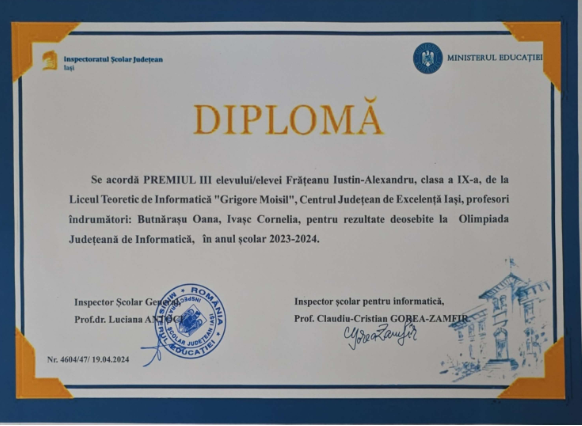 Inspectoratul Școlar Județean
Iași
MINISTERUL EDUCAȚIEI
DIPLOMĂ
Se acordă PREMIUL III elevului/elevei Frățeanu Iustin-Alexandru, clasa a IX-a, de la
Liceul Teoretic de Informatică "Grigore Moisil", Centrul Județean de Excelență Iași, profesori
îndrumători: Butnărașu Oana, Ivașc Cornelia, pentru rezultate deosebite la Olimpiada
Județeană de Informatică, în anul școlar 2023-2024.
Inspector Școlar General,
Prof.dr. Luciana
Inspector școlar pentru informatică,
Prof. Claudiu-Cristian GOREA-ZAMFIR
GoreaZamfir
ROMÂNIA
MINISTERUL EDUCAȚIEI
INSPECTORATUL ȘCOLAR JUDEȚEAN
Nr. 4604/47/ 19.04.2024